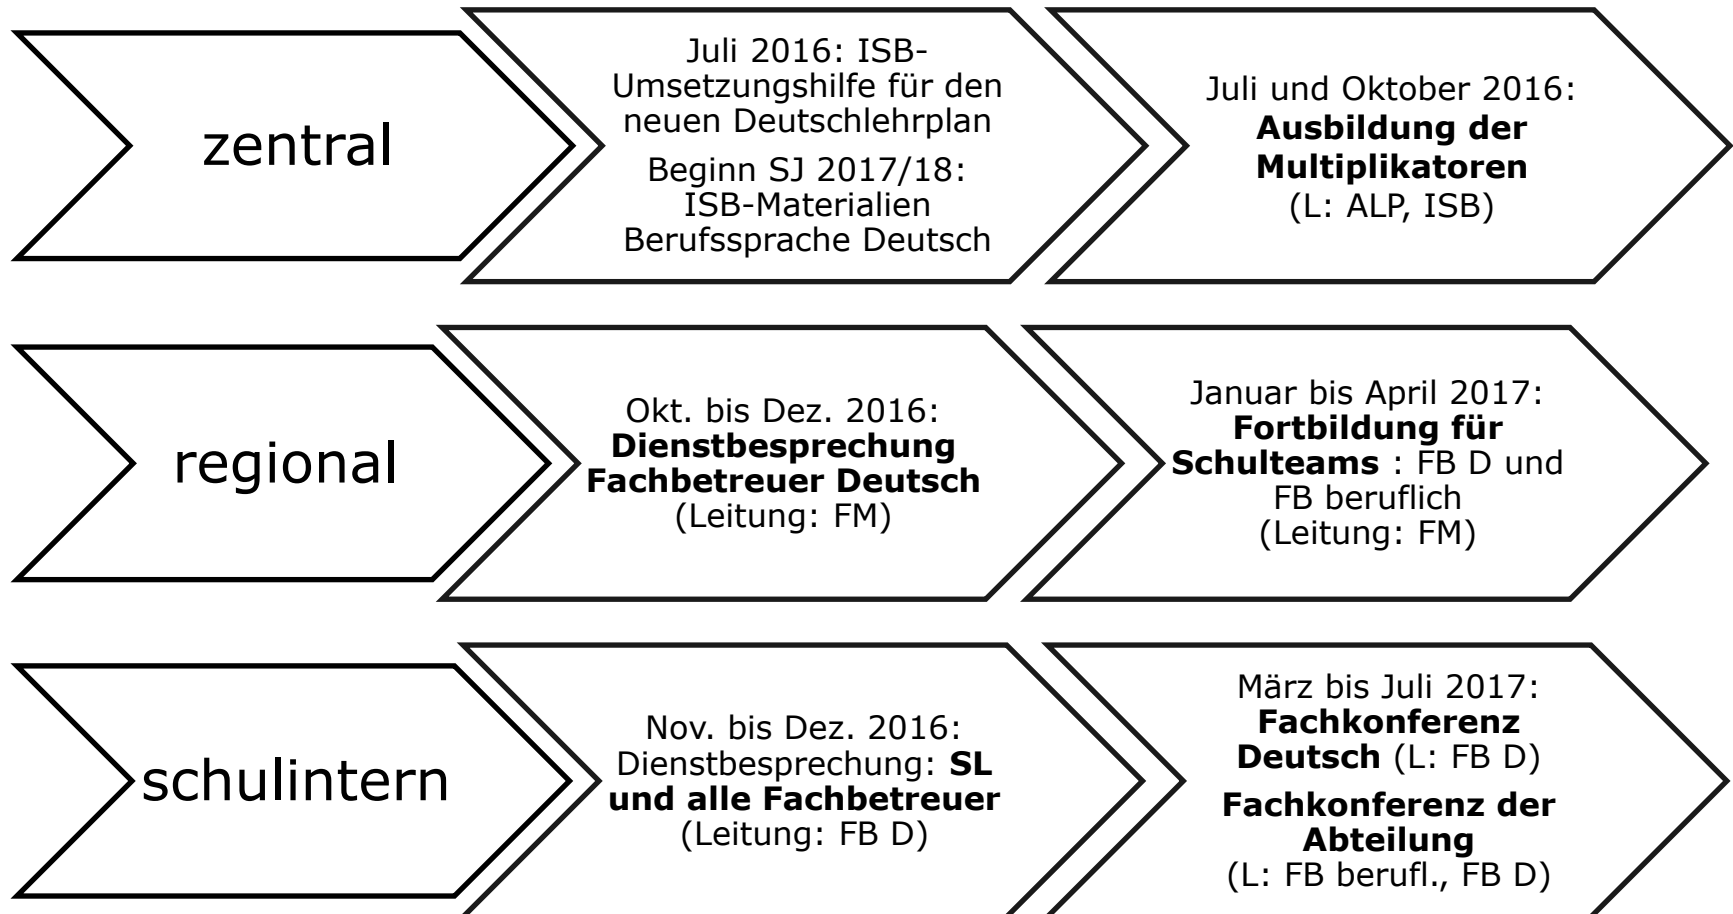 zentral
Juli 2016: ISB-
Umsetzungshilfe für den
neuen Deutschlehrplan
Beginn SJ 2017/18:
ISB-Materialien
Berufssprache Deutsch
Juli und Oktober 2016:
Ausbildung der
Multiplikatoren
(L: ALP, ISB)
regional
Okt. bis Dez. 2016:
Dienstbesprechung
Fachbetreuer Deutsch
(Leitung: FM)
Januar bis April 2017:
Fortbildung für
Schulteams : FB D und
FB beruflich
(Leitung: FM)
schulintern
Nov. bis Dez. 2016:
Dienstbesprechung: SL
und alle Fachbetreuer
(Leitung: FB D)
März bis Juli 2017:
Fachkonferenz
Deutsch (L: FB D)
Fachkonferenz der
Abteilung
(L: FB berufl., FB D)